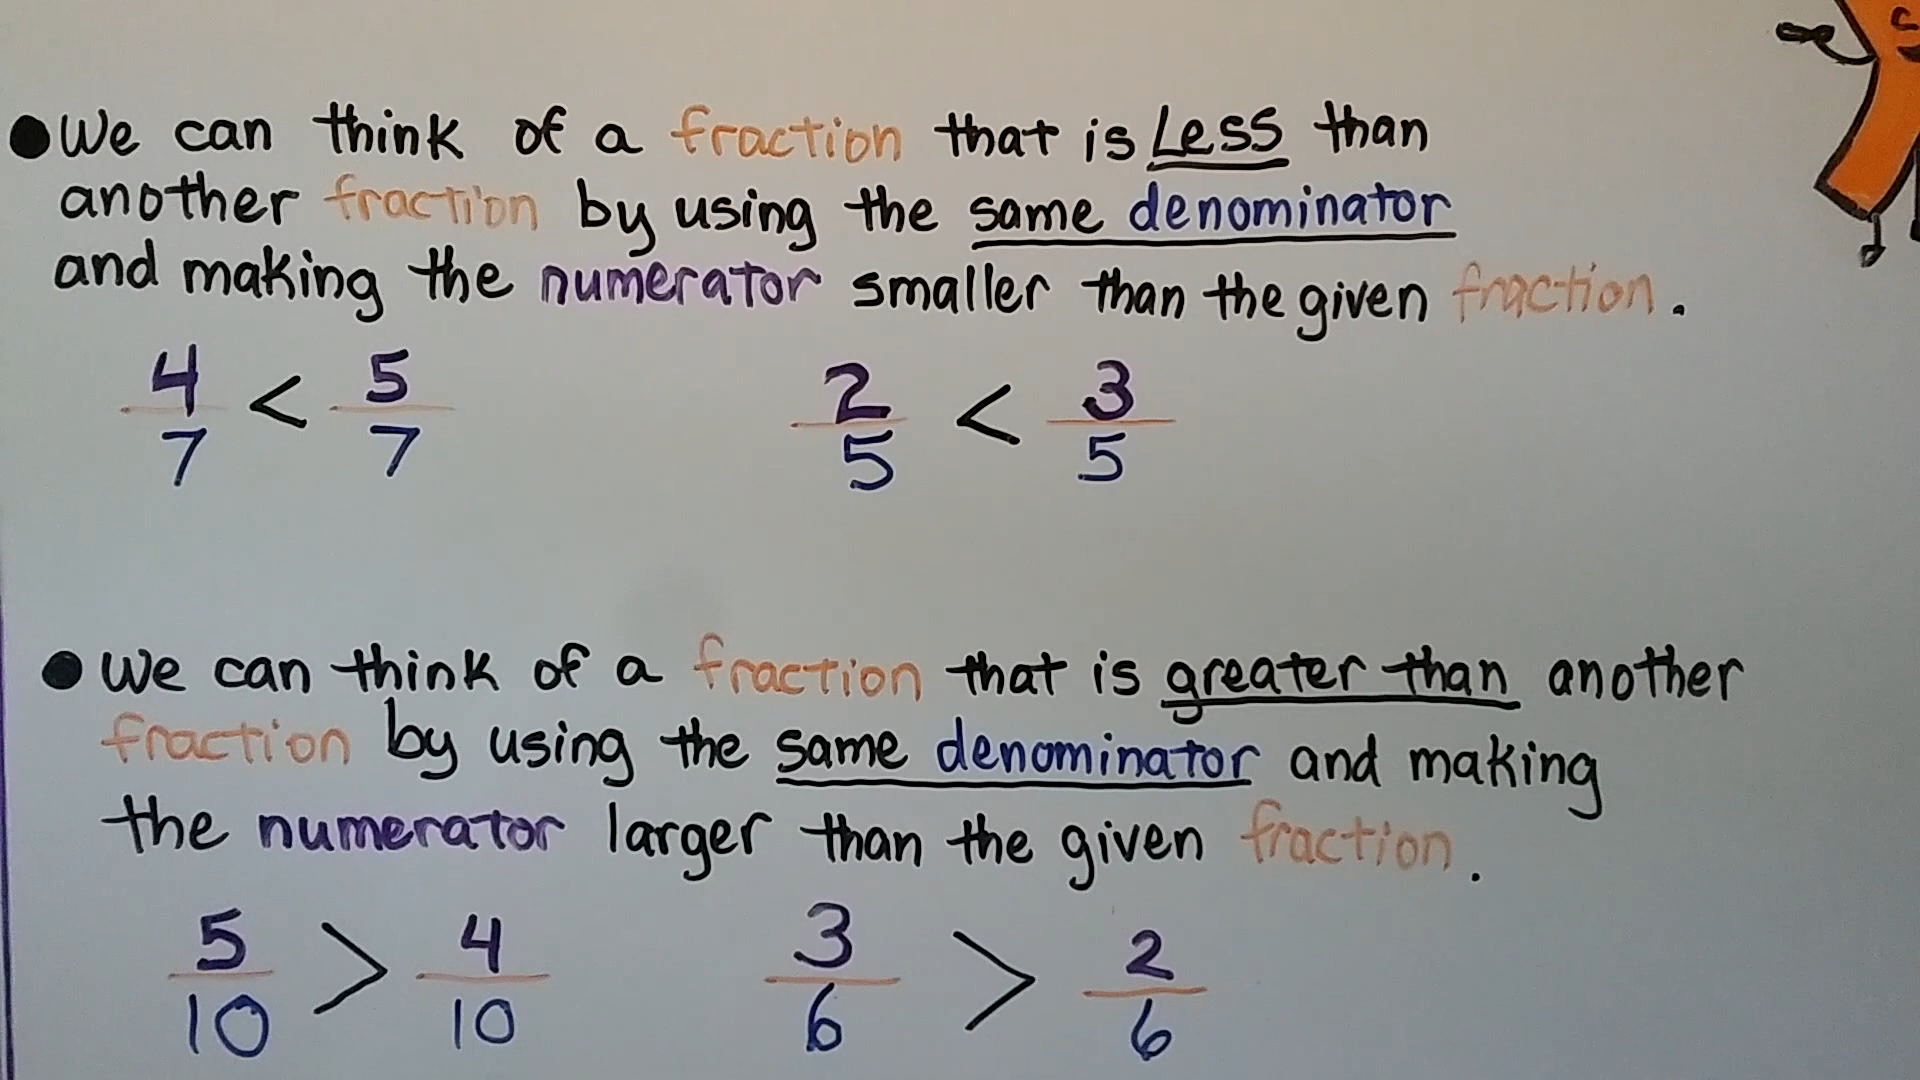 ●We can think of a fraction that is Less than
another fraction by using the same denominator
and making the numerator smaller than the given fraction.
4/7 < 5/7 2/5 < 3/5
● We can think of a fraction that is greater than another
fraction by using the same denominator and making
the numerator larger than the given fraction.
5/10 > 4/10 3/6 > 2/6